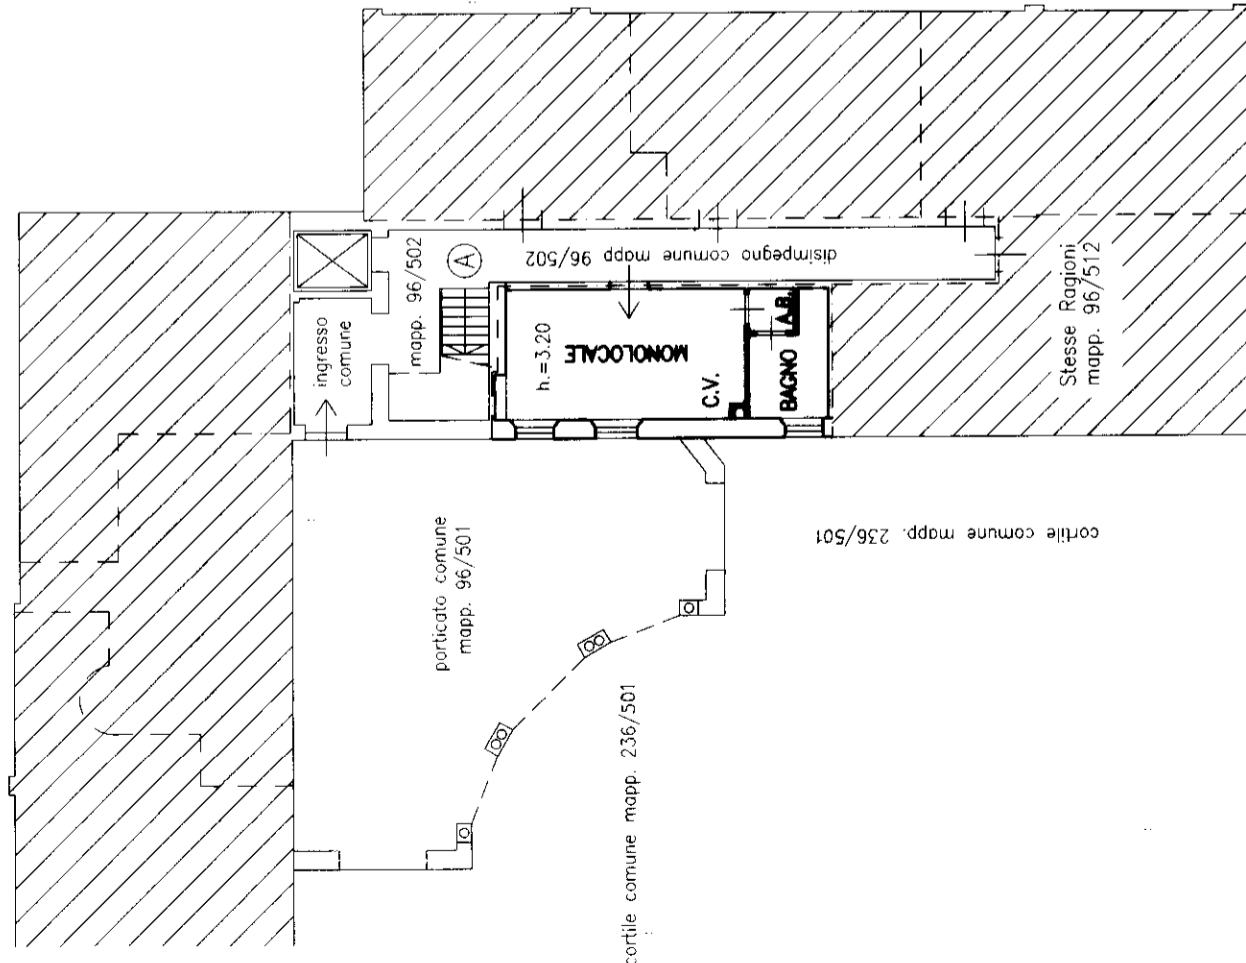 ingresso
comune
mapp. 96/502
A
disimpegno comune mapp 96/502
h.=3.20
MONOLOCALE
C.V.
BAGNO
A.B.
Stesse Ragioni
mapp. 96/512
porticato comune
mapp. 96/501
cortile comune mapp. 236/501
cortile comune mapp. 236/501